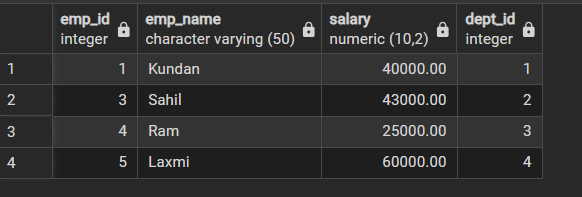 emp_id emp_name salary dept_id
integer character varying (50) numeric (10,2) integer
1 1 Kundan 40000.00 1
2 3 Sahil 43000.00 2
3 4 Ram 25000.00 3
4 5 Laxmi 60000.00 4